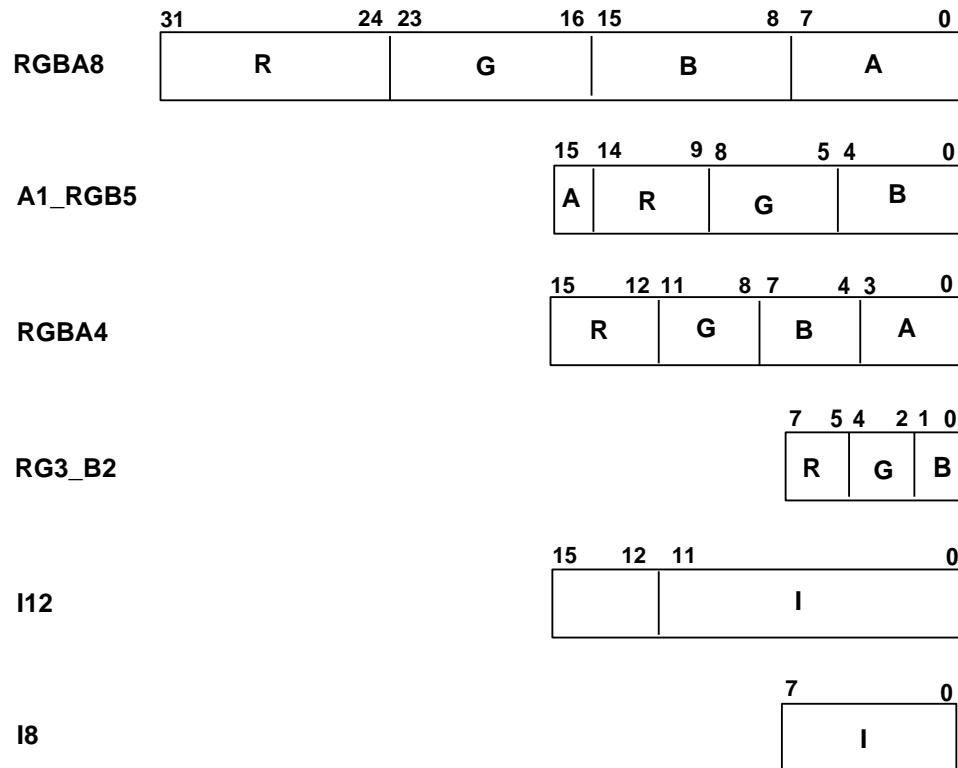 31 24 23 16 15 8 7 0
RGBA8 R G B A
15 14 9 8 5 4 0
A1_RGB5 A R G B
15 12 11 8 7 4 3 0
RGBA4 R G B A
7 5 4 2 1 0
RG3_B2 R G B
15 12 11 0
I12 I
7 0
I8 I